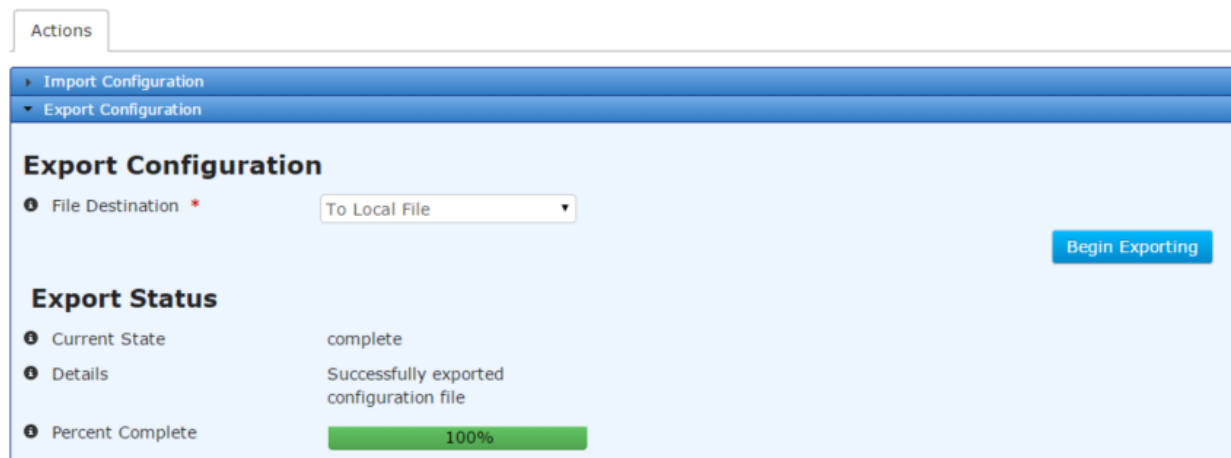 Actions
Import Configuration
Export Configuration
Export Configuration
File Destination *
To Local File
Begin Exporting
Export Status
Current State complete
Details Successfully exported
configuration file
Percent Complete 100%